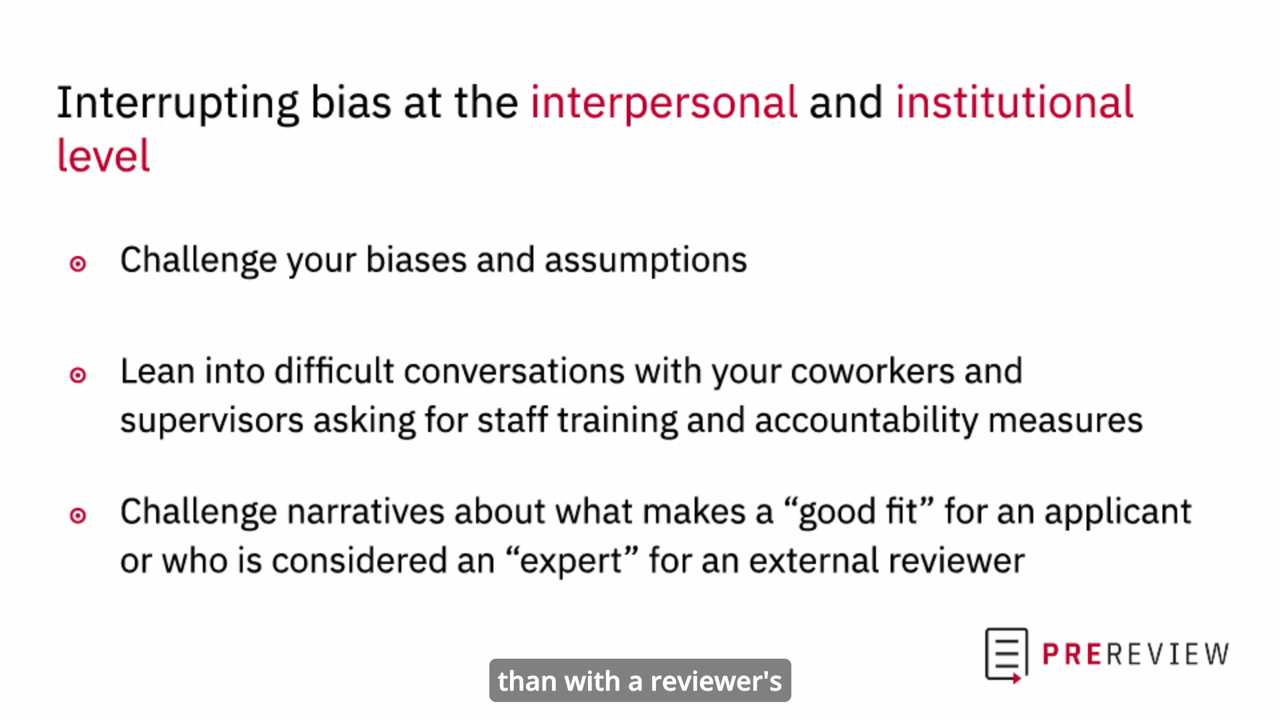 Interrupting bias at the interpersonal and institutional
level
Challenge your biases and assumptions
Lean into difficult conversations with your coworkers and
supervisors asking for staff training and accountability measures
Challenge narratives about what makes a “good fit” for an applicant
or who is considered an “expert” for an external reviewer
PREREVIEW
than with a reviewer's